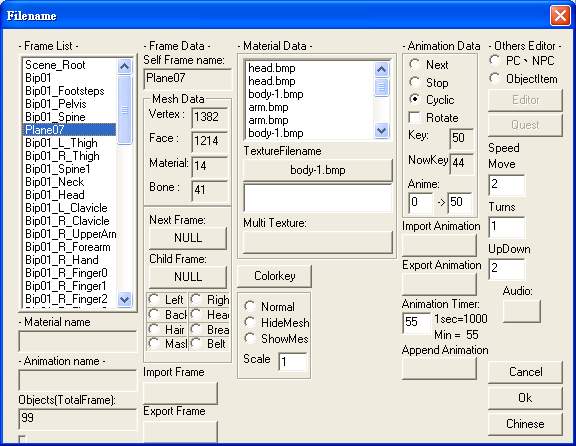 Filename
- Frame List -
Scene_Root
Bip01
Bip01_Footsteps
Bip01_Pelvis
Bip01_Spine
Plane07
Bip01_L_Thigh
Bip01_R_Thigh
Bip01_Spine1
Bip01_Neck
Bip01_Head
Bip01_L_Clavicle
Bip01_R_Clavicle
Bip01_R_UpperArm
Bip01_R_Forearm
Bip01_R_Hand
Bip01_R_Finger0
Bip01_R_Finger1
Bip01_R_Finger2
- Material name
- Animation name -
Objects(TotalFrame):
99
- Frame Data -
Self Frame name:
Plane07
Mesh Data
Vertex : 1382
Face : 1214
Material: 14
Bone : 41
Next Frame:
NULL
Child Frame:
NULL
Left Righ
Back Hea
Hair Brea
Mask Belt
Import Frame
Export Frame
- Material Data -
head.bmp
head.bmp
body-1.bmp
arm.bmp
arm.bmp
body-1.bmp
TextureFilename
body-1.bmp
Multi Texture:
Colorkey
Normal
HideMesh
ShowMes
Scale 1
- Animation Data
Next
Stop
Cyclic
Rotate
Key: 50
NowKey 44
Anime:
0 -> 50
Import Animation
Export Animation
Animation Timer:
55 1sec=1000
Min = 55
Append Animation
- Others Editor -
PC、NPC
ObjectItem
Editor
Quest
Speed
Move
2
Turns
1
UpDown
2
Audio:
Cancel
Ok
Chinese